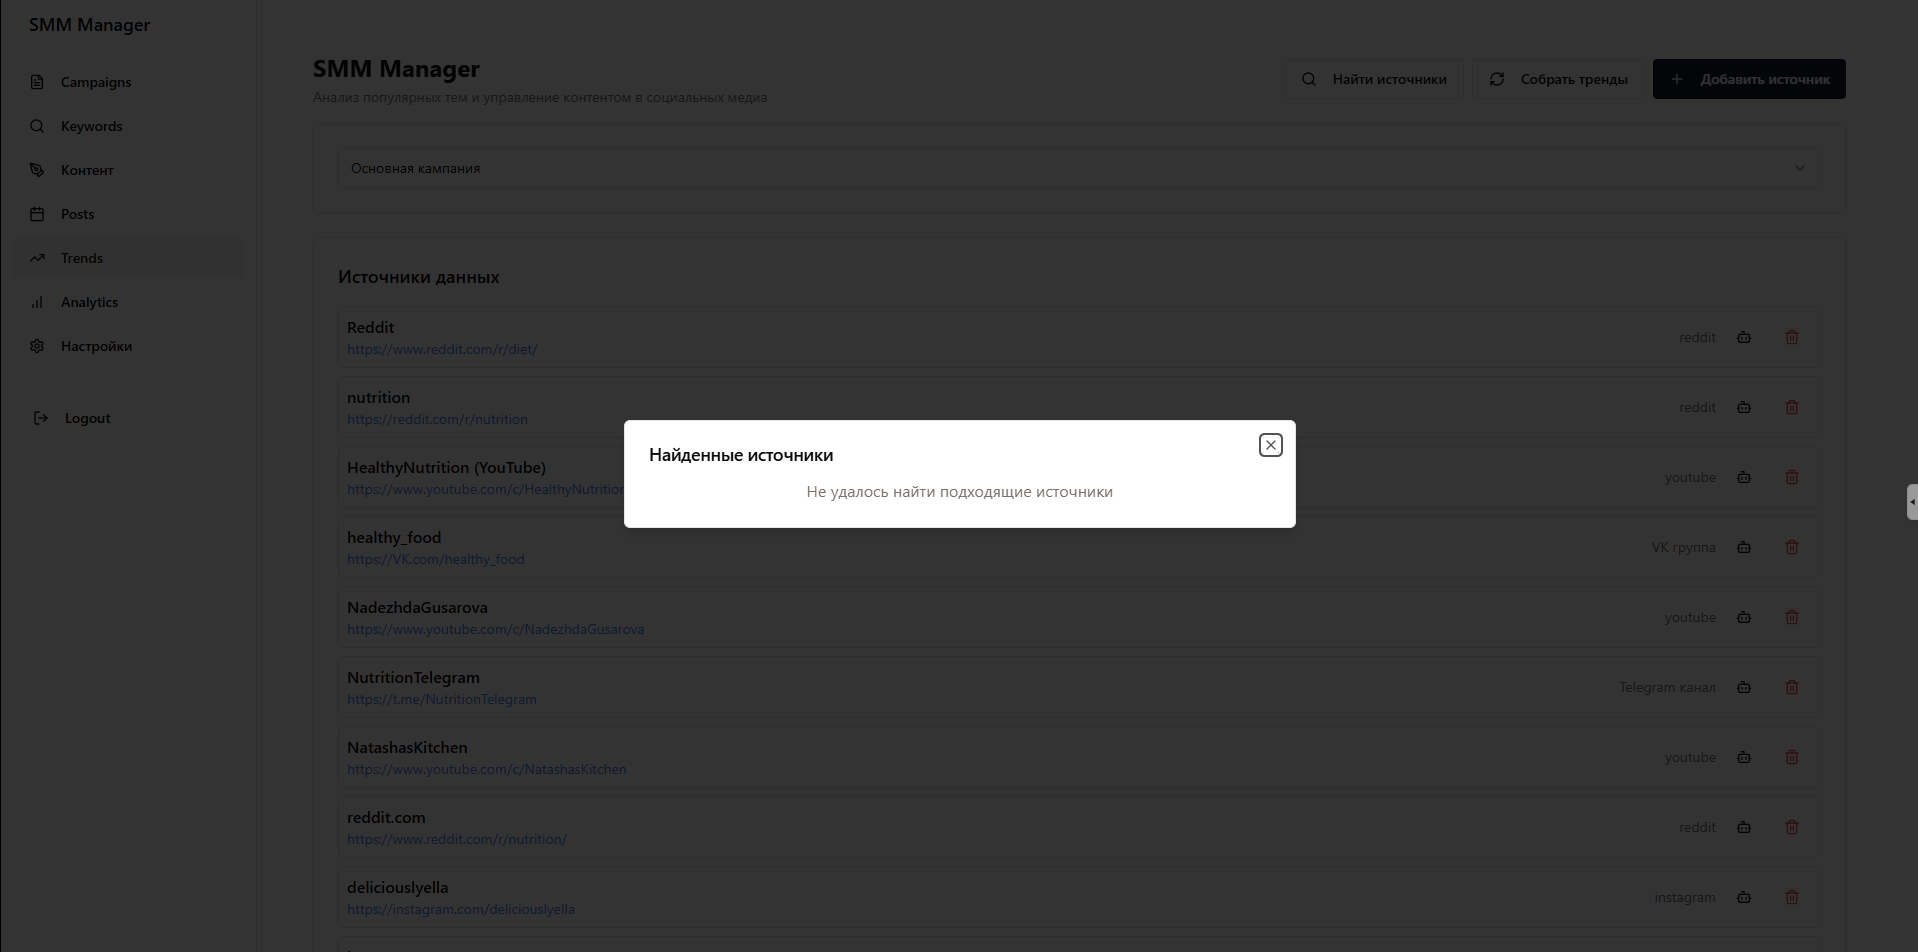 SMM Manager
Campaigns
Keywords
Контент
Posts
Trends
Analytics
Настройки
Logout
SMM Manager
Анализ популярных тем и управление контентом в социальных медиа
Найти источники
Собрать тренды
Добавить источник
Основная кампания
Источники данных
Reddit
https://www.reddit.com/r/diet/
reddit
nutrition
https://reddit.com/r/nutrition
reddit
HealthyNutrition (YouTube)
https://www.youtube.com/c/HealthyNutrition
youtube
Найденные источники
Не удалось найти подходящие источники
healthy_food
https://VK.com/healthy_food
VK группа
NadezhdaGusarova
https://www.youtube.com/c/NadezhdaGusarova
youtube
NutritionTelegram
https://t.me/NutritionTelegram
Telegram канал
NatashasKitchen
https://www.youtube.com/c/NatashasKitchen
youtube
reddit.com
https://www.reddit.com/r/nutrition/
reddit
deliciouslyella
https://instagram.com/deliciouslyella
instagram